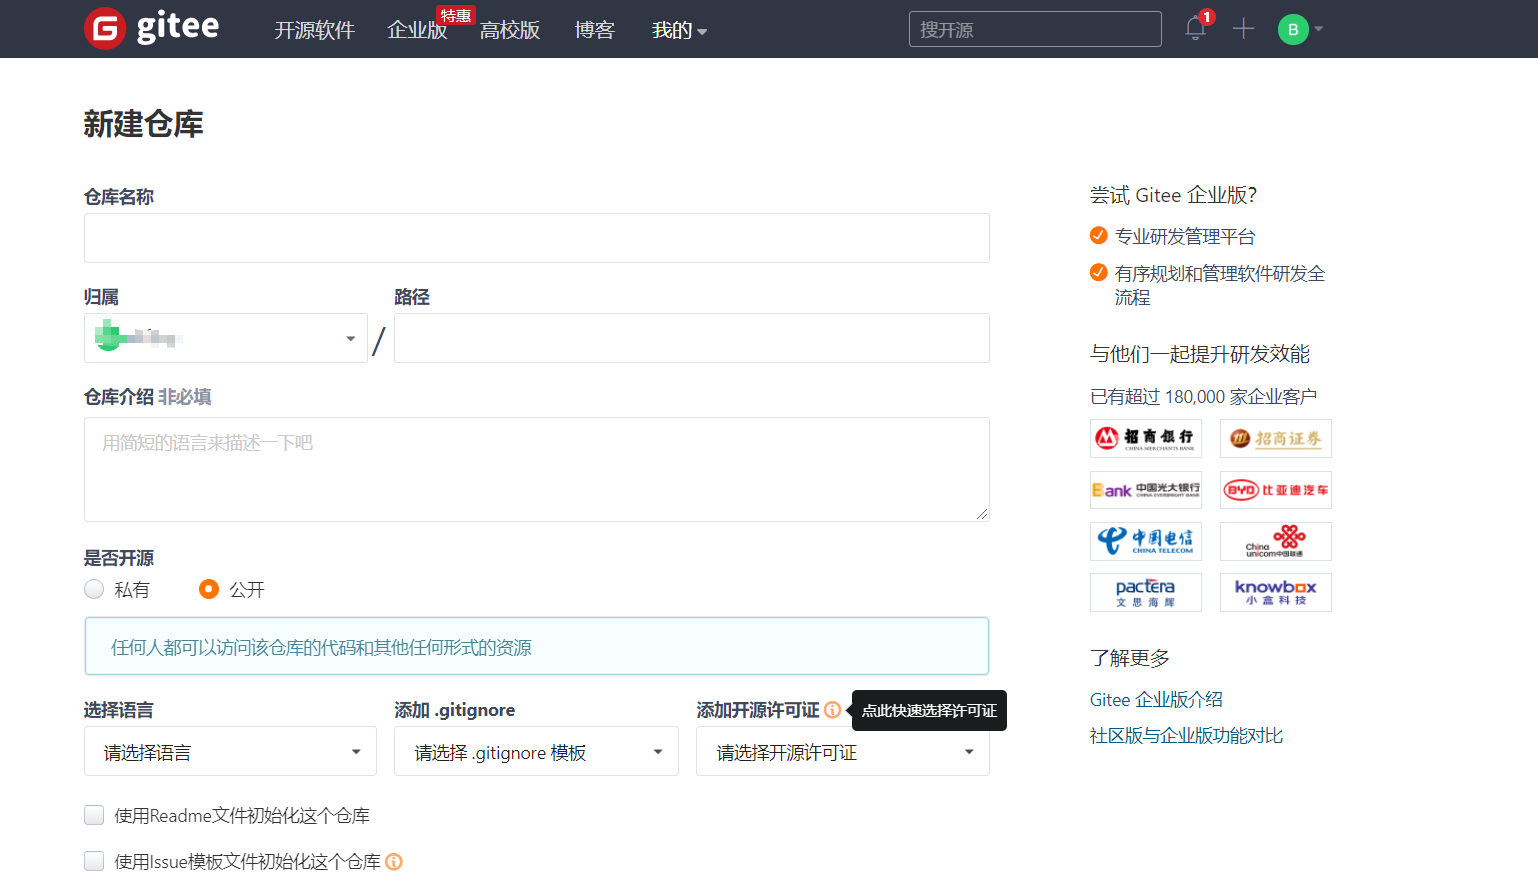 gitee
开源软件
企业版
特惠
高校版
博客
我的
搜开源
1
B
新建仓库
仓库名称
归属
路径
/
仓库介绍 非必填
用简短的语言来描述一下吧
是否开源
私有
公开
任何人都可以访问该仓库的代码和其他任何形式的资源
选择语言
添加 .gitignore
添加开源许可证
点此快速选择许可证
请选择语言
请选择 .gitignore 模板
请选择开源许可证
使用Readme文件初始化这个仓库
使用Issue模板文件初始化这个仓库
尝试 Gitee 企业版？
专业研发管理平台
有序规划和管理软件研发全
流程
与他们一起提升研发效能
已有超过 180,000 家企业客户
招商银行
CHINA MERCHANTS BANK
招商证券
Bank 中国光大银行
CHINA EVERBRIGHT BANK
BYD 比亚迪汽车
中国电信
CHINA TELECOM
China
unicom中国联通
pactera
文思海辉
knowbox
小盒科技
了解更多
Gitee 企业版介绍
社区版与企业版功能对比